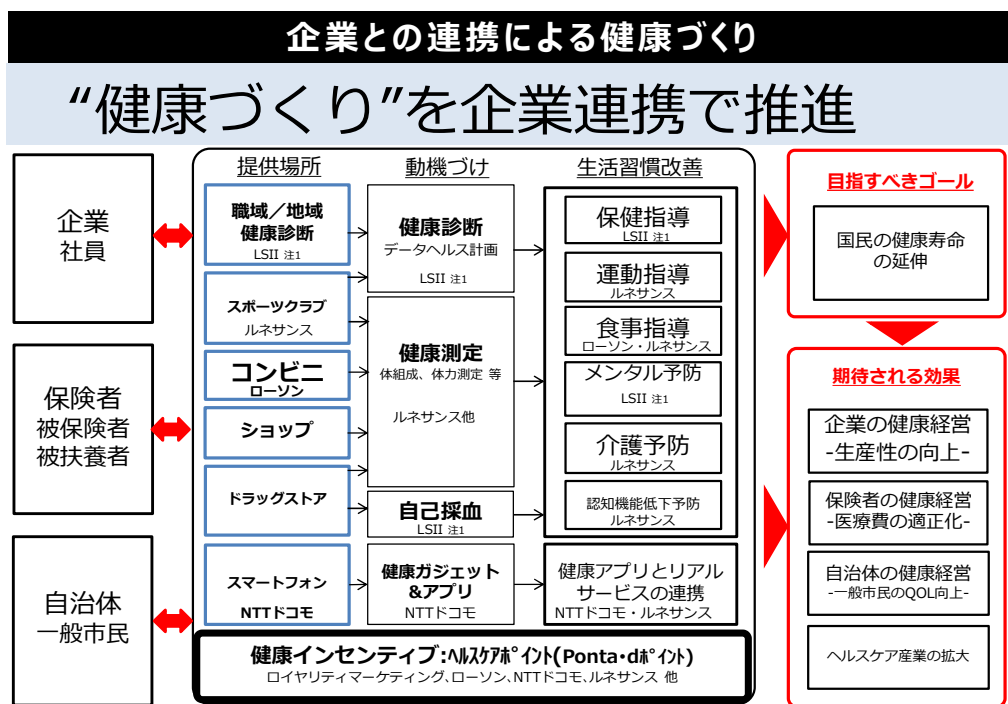 企業との連携による健康づくり
“健康づくり”を企業連携で推進
企業
社員
保険者
被保険者
被扶養者
自治体
一般市民
提供場所
職域／地域
健康診断
LSII 注1
スポーツクラブ
ルネサンス
コンビニ
ローソン
ショップ
ドラッグストア
スマートフォン
NTTドコモ
動機づけ
健康診断
データヘルス計画
LSII 注1
健康測定
体組成、体力測定 等
ルネサンス他
自己採血
LSII 注1
健康ガジェット
&アプリ
NTTドコモ
生活習慣改善
保健指導
LSII 注1
運動指導
ルネサンス
食事指導
ローソン・ルネサンス
メンタル予防
LSII 注1
介護予防
ルネサンス
認知機能低下予防
ルネサンス
健康アプリとリアル
サービスの連携
NTTドコモ・ルネサンス
健康インセンティブ:ヘルスケアポイント(Ponta・dポイント)
ロイヤリティマーケティング、ローソン、NTTドコモ、ルネサンス 他
目指すべきゴール
国民の健康寿命
の延伸
期待される効果
企業の健康経営
-生産性の向上-
保険者の健康経営
-医療費の適正化-
自治体の健康経営
-一般市民のQOL向上-
ヘルスケア産業の拡大